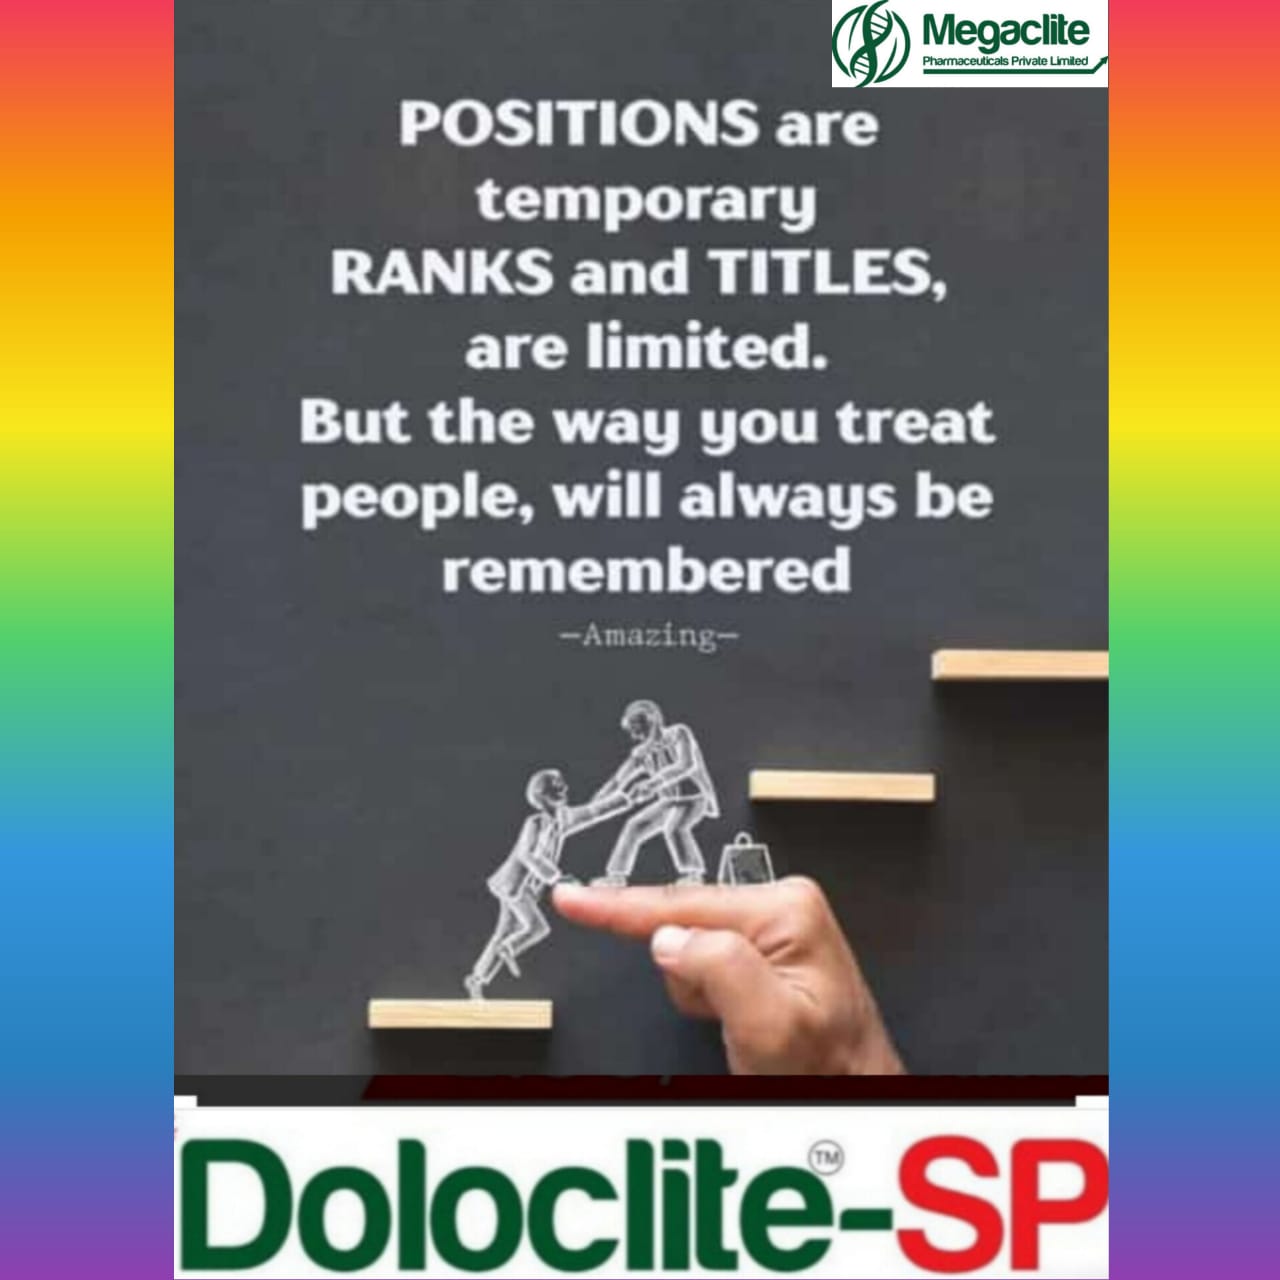 Megaclite
Pharmaceuticals Private Limited
POSITIONS are
temporary
RANKS and TITLES,
are limited.
But the way you treat
people, will always be
remembered
—Amazing—
Doloclite™-SP